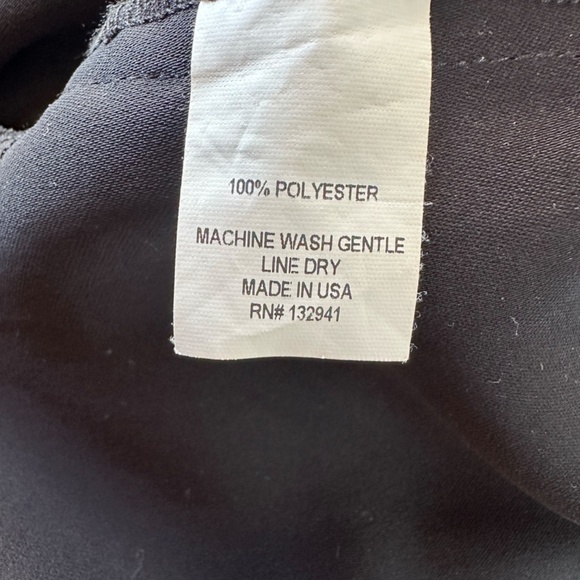 100% POLYESTER
MACHINE WASH GENTLE
LINE DRY
MADE IN USA
RN# 132941